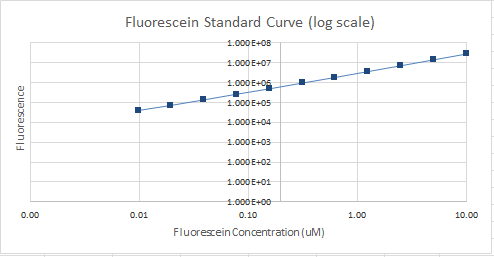 Fluorescein Standard Curve (log scale)
1.000E+08
1.000E+07
1.000E+06
1.000E+05
1.000E+04
1.000E+03
1.000E+02
1.000E+01
1.000E+00
Fluorescence
0.00 0.01 0.10 1.00 10.00
Fluorescein Concentration (uM)